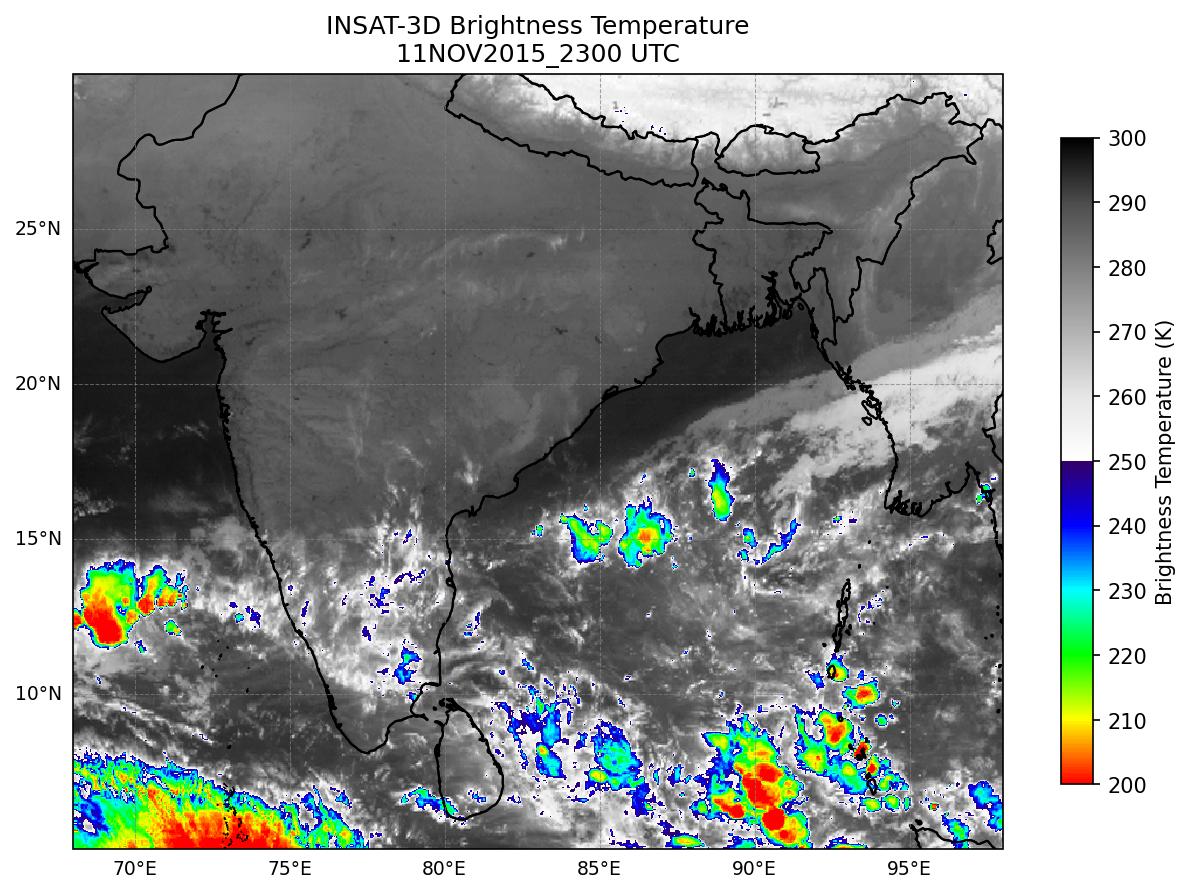 INSAT-3D Brightness Temperature
11NOV2015_2300 UTC
25°N
20°N
15°N
10°N
70°E
75°E
80°E
85°E
90°E
95°E
300
290
280
270
260
250
240
230
220
210
200
Brightness Temperature (K)